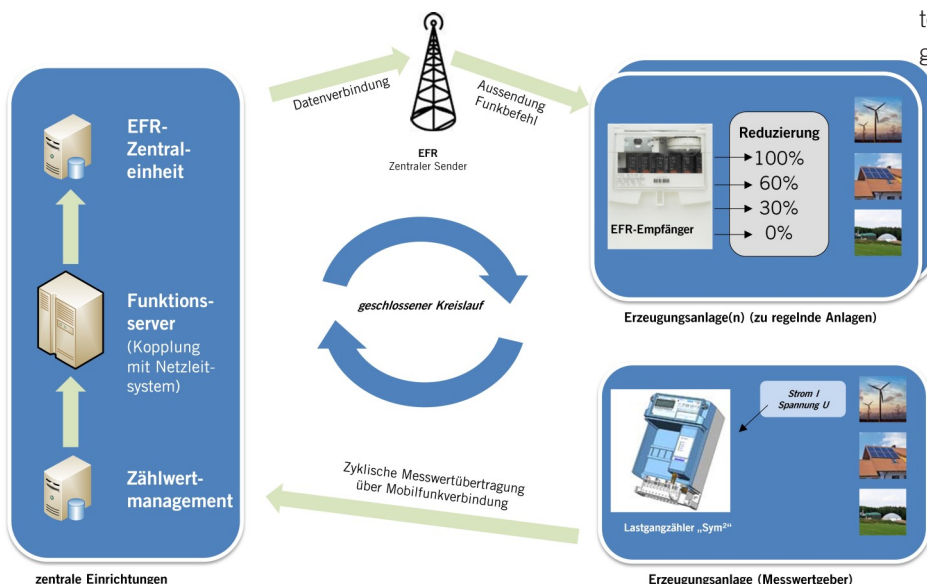 te
g
EFR-
Zentral-
einheit
Funktions-
server
(Kopplung
mit Netzleit-
system)
Zählwert-
management
zentrale Einrichtungen
Datenverbindung
EFR
Zentraler Sender
Aussendung
Funkbefehl
EFR-Empfänger
Reduzierung
100%
60%
30%
0%
Erzeugungsanlage(n) (zu regelnde Anlagen)
geschlossener Kreislauf
Strom I
Spannung U
Lastgangzähler „Sym²“
Zyklische Messwertübertragung
über Mobilfunkverbindung
Erzeugungsanlage (Messwertgeber)